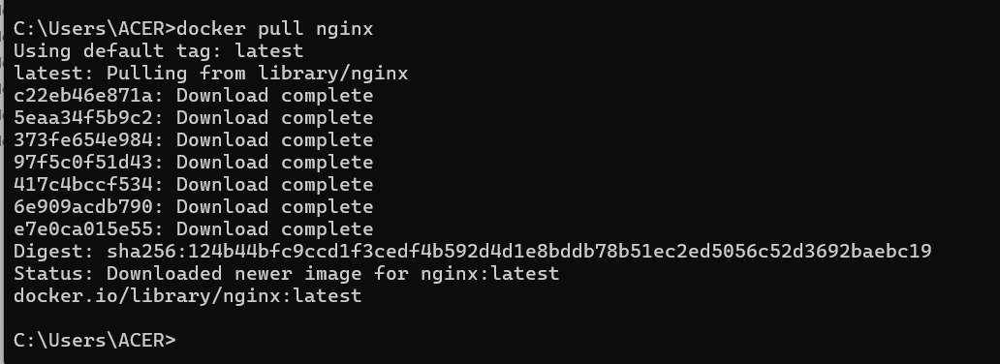 C:\Users\ACER>docker pull nginx
Using default tag: latest
latest: Pulling from library/nginx
c22eb46e871a: Download complete
5eaa34f5b9c2: Download complete
373fe654e984: Download complete
97f5c0f51d43: Download complete
417c4bccf534: Download complete
6e909acdb790: Download complete
e7e0ca015e55: Download complete
Digest: sha256:124b44bfc9ccd1f3cedf4b592d4d1e8bddb78b51ec2ed5056c52d3692baebc19
Status: Downloaded newer image for nginx:latest
docker.io/library/nginx:latest
C:\Users\ACER>